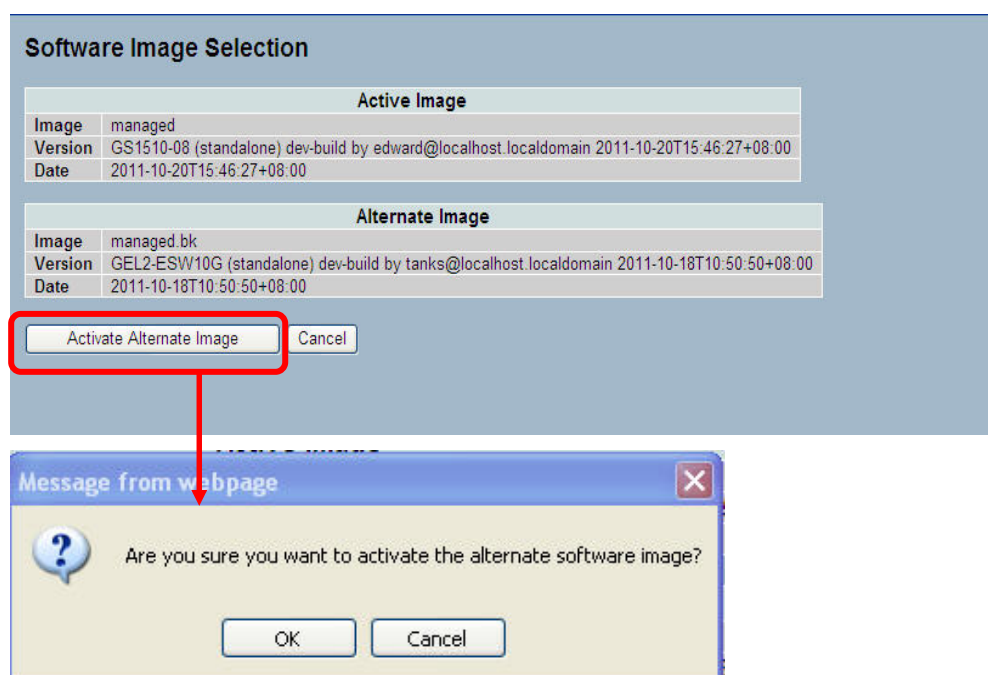 Software Image Selection
Active Image
Image managed
Version GS1510-08 (standalone) dev-build by edward@localhost.localdomain 2011-10-20T15:46:27+08:00
Date 2011-10-20T15:46:27+08:00
Alternate Image
Image managed.bk
Version GEL2-ESW10G (standalone) dev-build by tanks@localhost.localdomain 2011-10-18T10:50:50+08:00
Date 2011-10-18T10:50:50+08:00
Activate Alternate Image Cancel
Message from webpage
Are you sure you want to activate the alternate software image?
OK Cancel